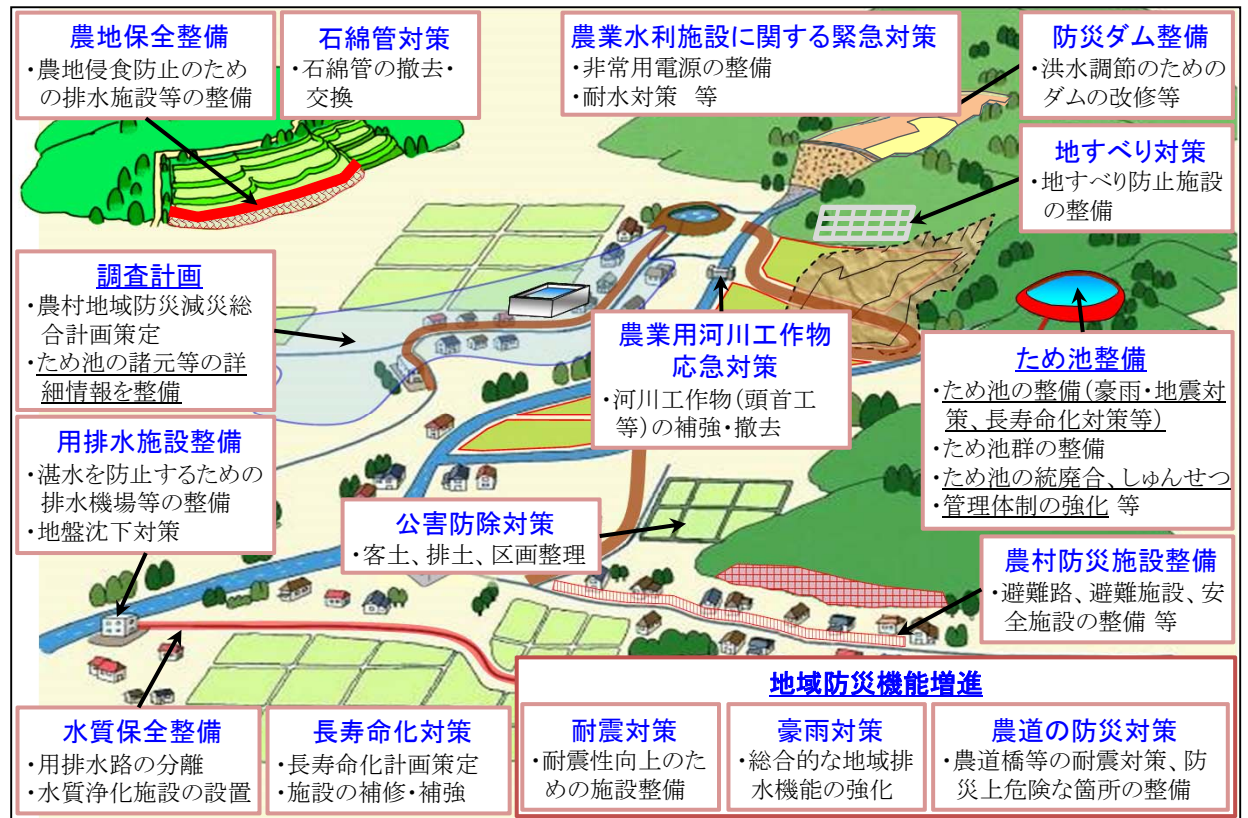 農地保全整備
・農地侵食防止のため
の排水施設等の整備
石綿管対策
・石綿管の撤去・
交換
農業水利施設に関する緊急対策
・非常用電源の整備
・耐水対策 等
防災ダム整備
・洪水調節のための
ダムの改修等
地すべり対策
・地すべり防止施設
の整備
調査計画
・農村地域防災減災総
合計画策定
・ため池の諸元等の詳
細情報を整備
農業用河川工作物
応急対策
・河川工作物(頭首工
等)の補強・撤去
ため池整備
・ため池の整備(豪雨・地震対
策、長寿命化対策等)
・ため池群の整備
・ため池の統廃合、しゅんせつ
・管理体制の強化 等
用排水施設整備
・湛水を防止するための
排水機場等の整備
・地盤沈下対策
公害防除対策
・客土、排土、区画整理
農村防災施設整備
・避難路、避難施設、安
全施設の整備 等
水質保全整備
・用排水路の分離
・水質浄化施設の設置
長寿命化対策
・長寿命化計画策定
・施設の補修・補強
地域防災機能増進
耐震対策
・耐震性向上のた
めの施設整備
豪雨対策
・総合的な地域排
水機能の強化
農道の防災対策
・農道橋等の耐震対策、防
災上危険な箇所の整備